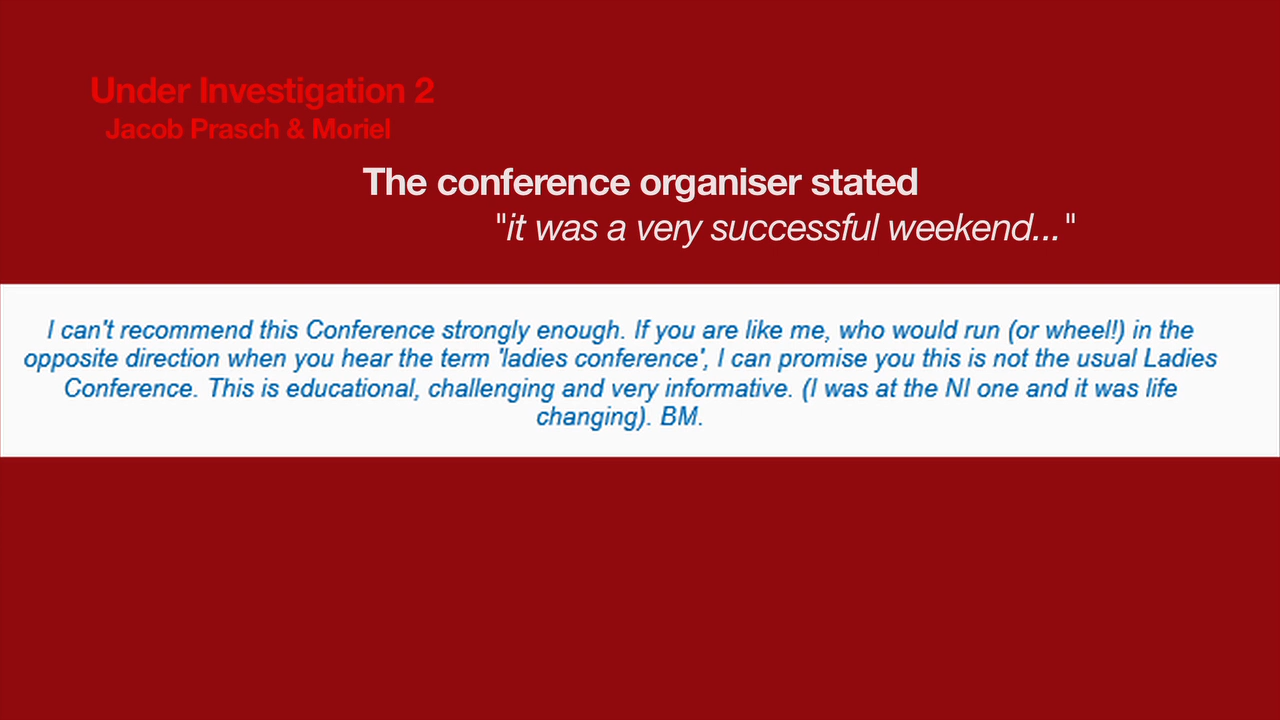 Under Investigation 2
Jacob Prasch & Moriel
The conference organiser stated
"it was a very successful weekend..."
I can't recommend this Conference strongly enough. If you are like me, who would run (or wheel!) in the
opposite direction when you hear the term 'ladies conference', I can promise you this is not the usual Ladies
Conference. This is educational, challenging and very informative. (I was at the NI one and it was life
changing). BM.